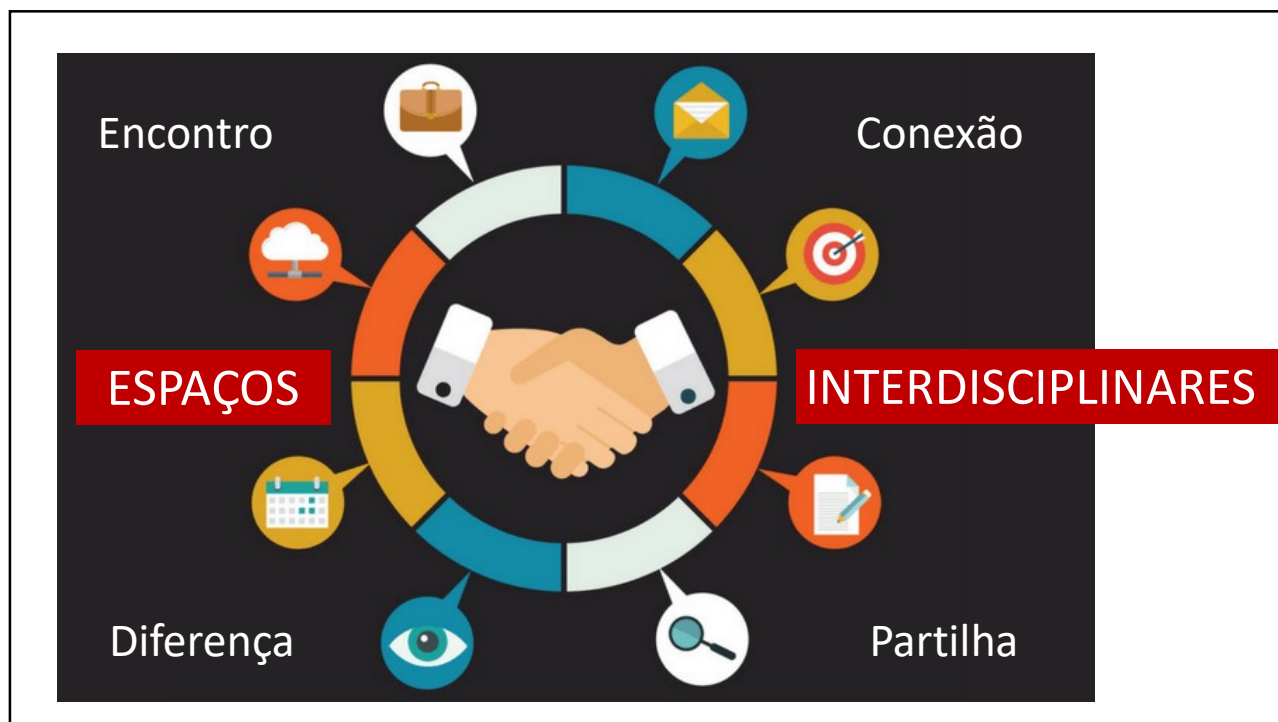 Encontro
Conexão
ESPAÇOS
INTERDISCIPLINARES
Diferença
Partilha